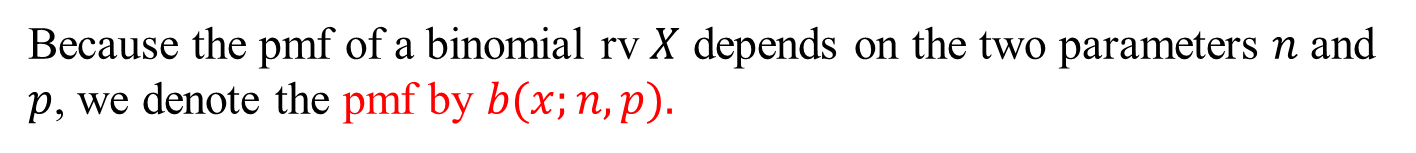 Because the pmf of a binomial rv X depends on the two parameters n and
p, we denote the pmf by b(x; n, p).